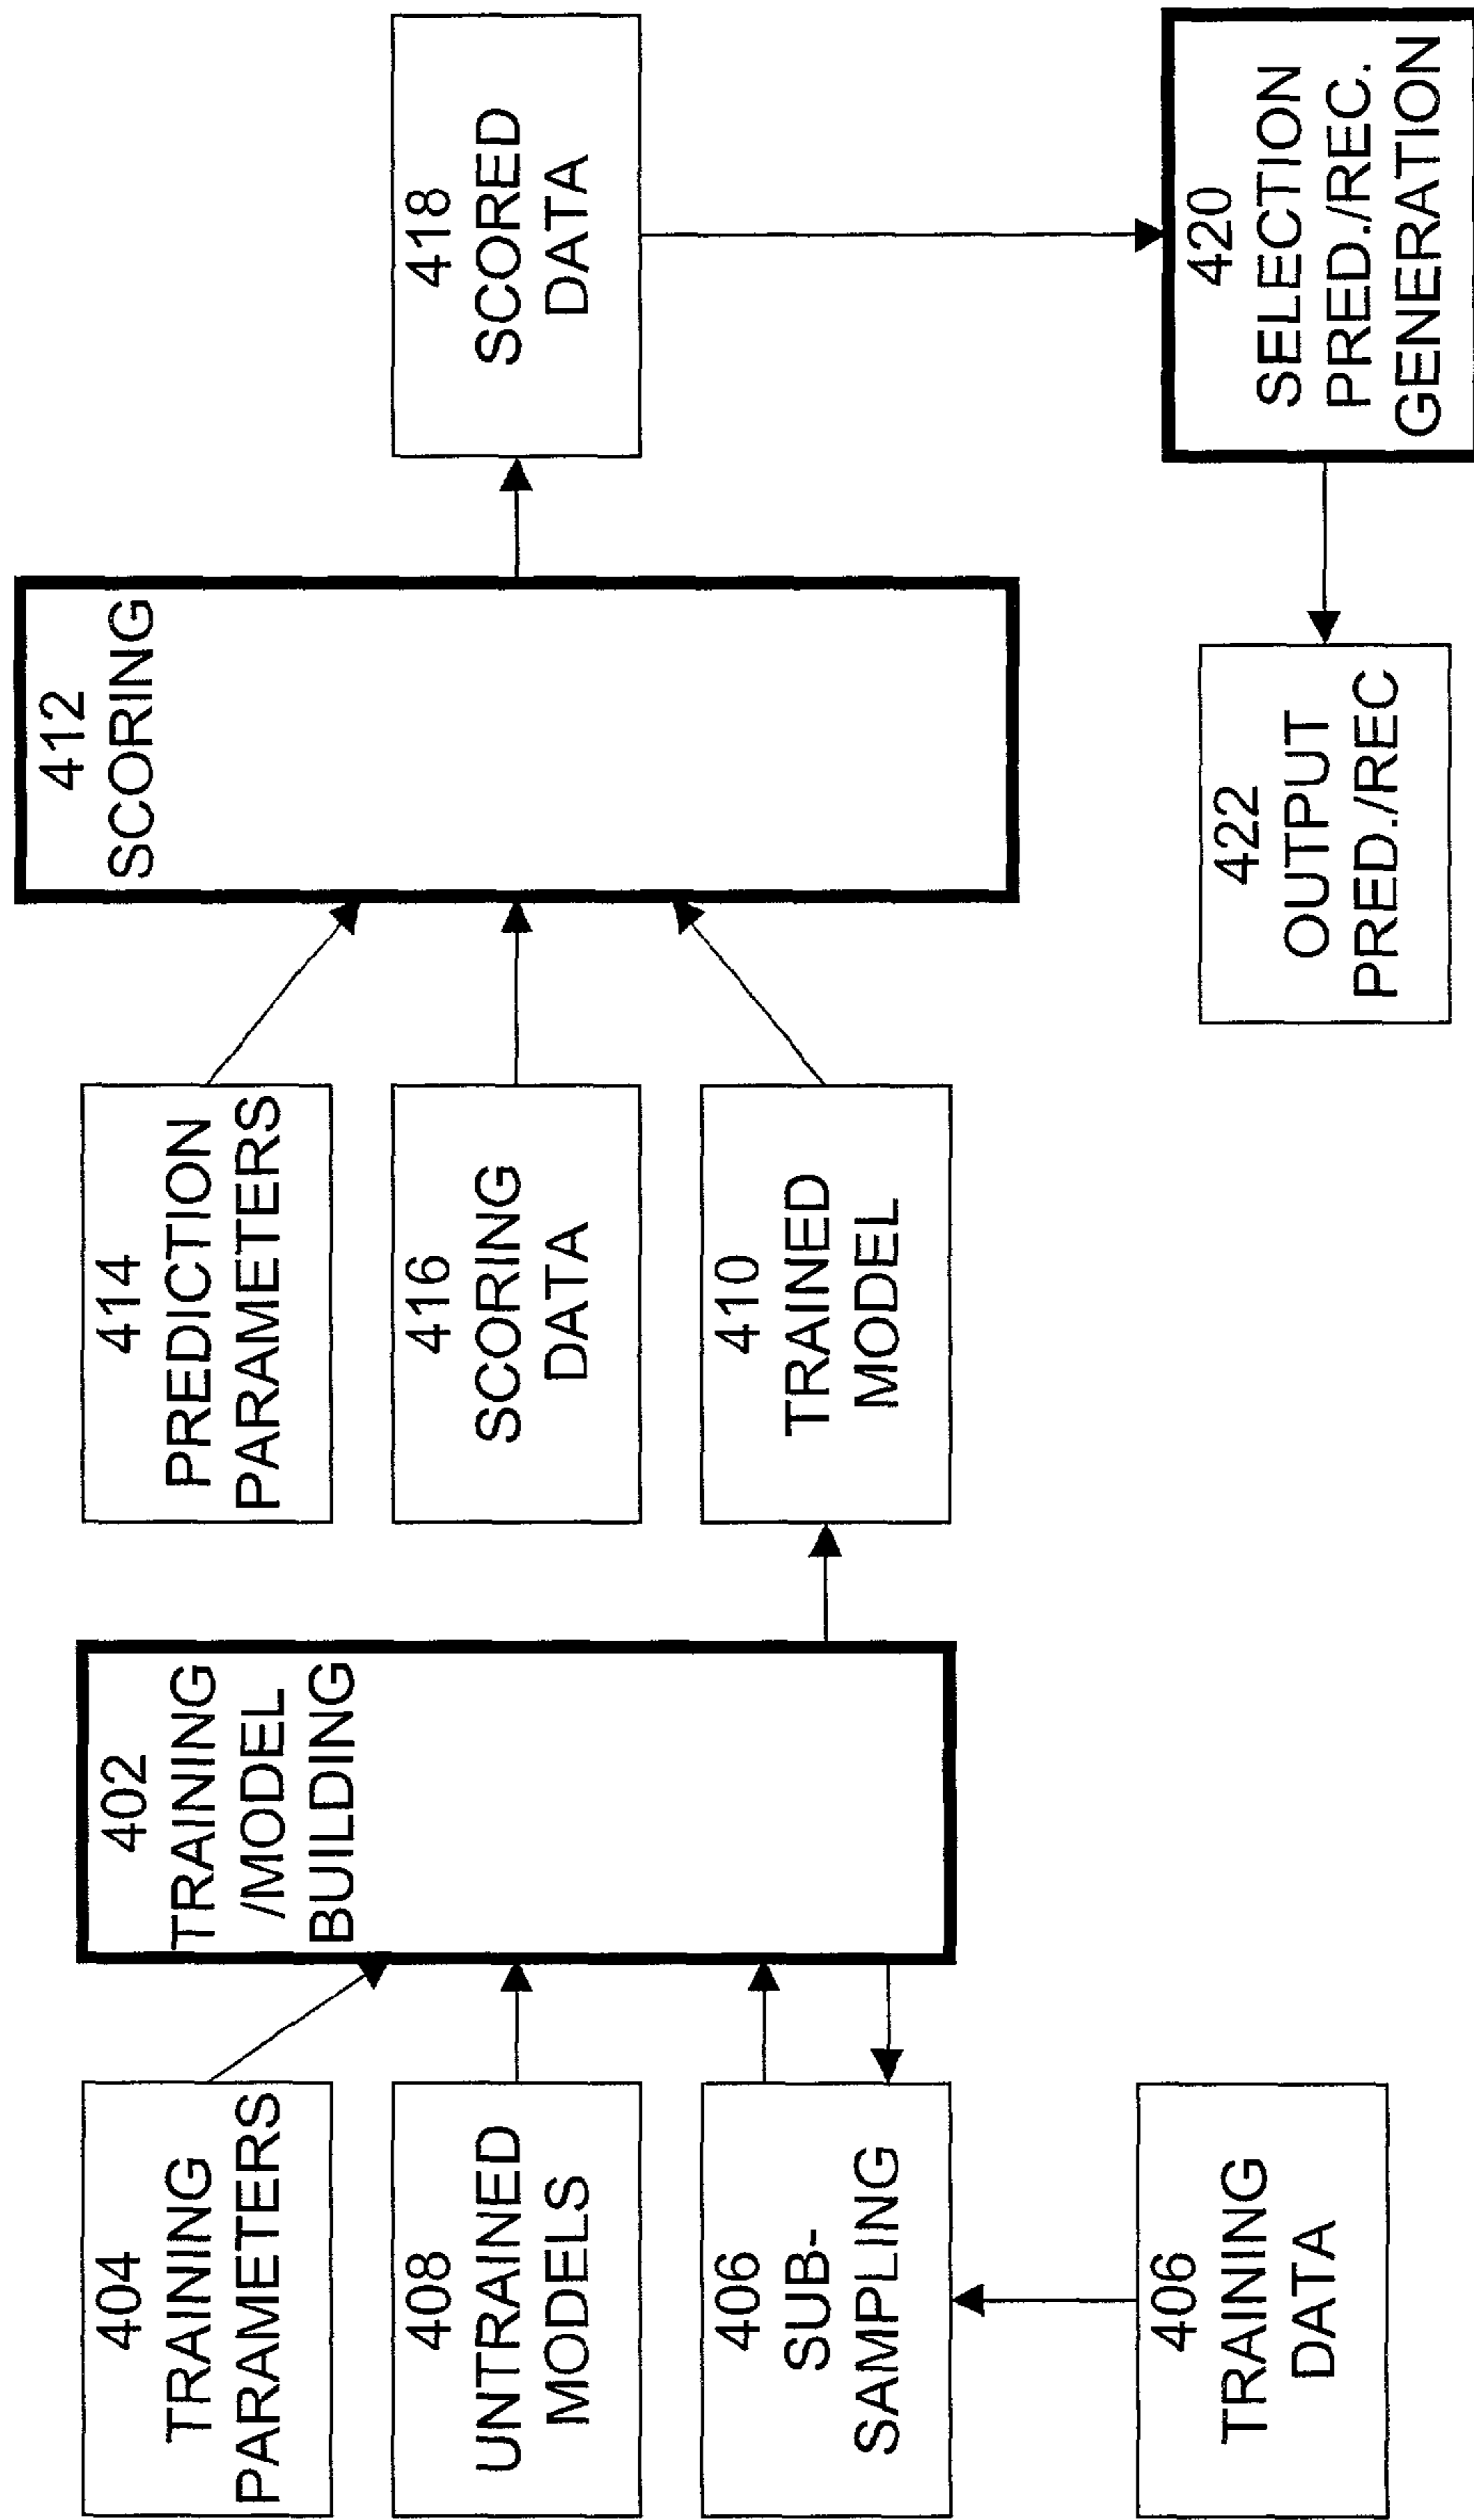 404
TRAINING
PARAMETERS
408
UNTRAINED
MODELS
406
SUB-
SAMPLING
406
TRAINING
DATA
402
TRAINING
/MODEL
BUILDING
414
PREDICTION
PARAMETERS
416
SCORING
DATA
410
TRAINED
MODEL
412
SCORING
418
SCORED
DATA
420
SELECTION
PRED./REC.
GENERATION
422
OUTPUT
PRED./REC